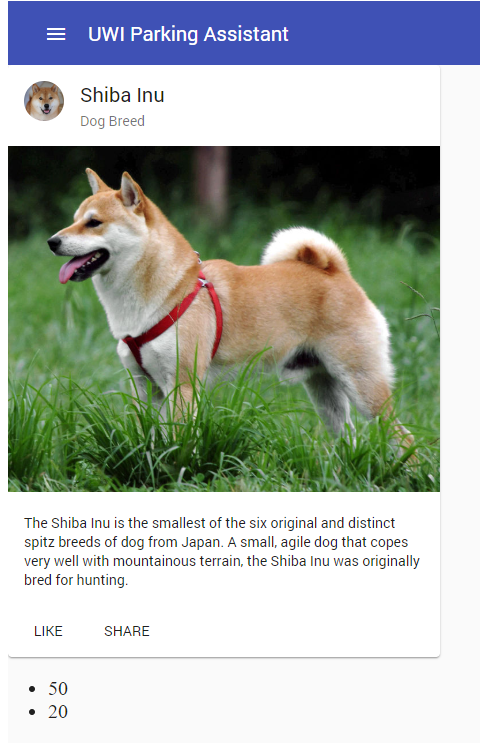 UWI Parking Assistant
Shiba Inu
Dog Breed
The Shiba Inu is the smallest of the six original and distinct
spitz breeds of dog from Japan. A small, agile dog that copes
very well with mountainous terrain, the Shiba Inu was originally
bred for hunting.
LIKE SHARE
50
20